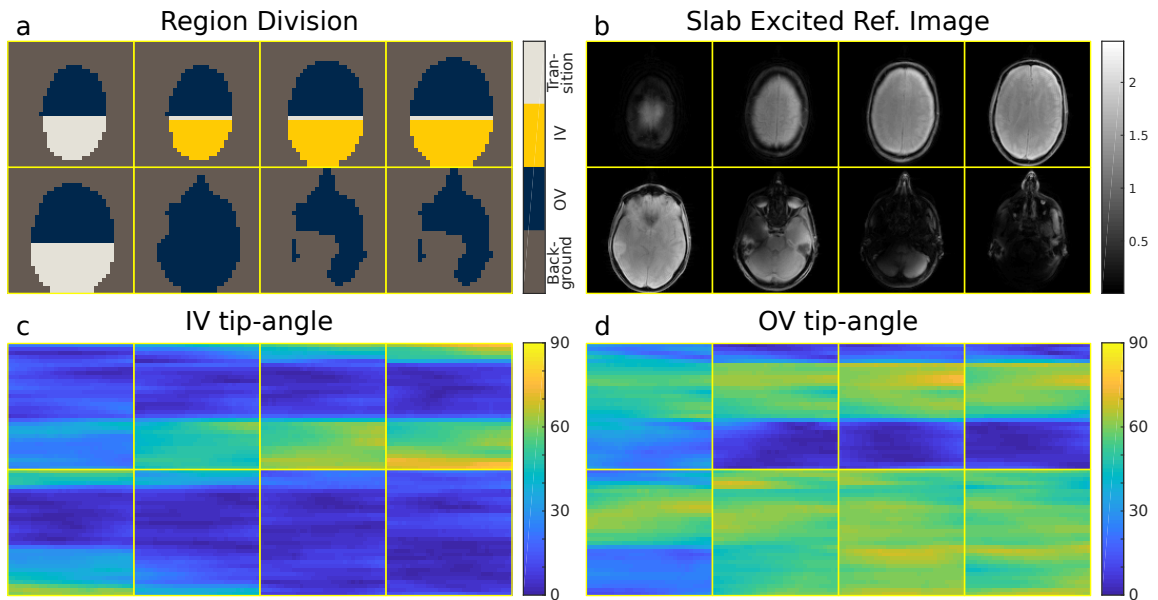 a Region Division
Tran-
sition
IV
OV
Back-
ground
b Slab Excited Ref. Image
2
1.5
1
0.5
c IV tip-angle
90
60
30
0
d OV tip-angle
90
60
30
0